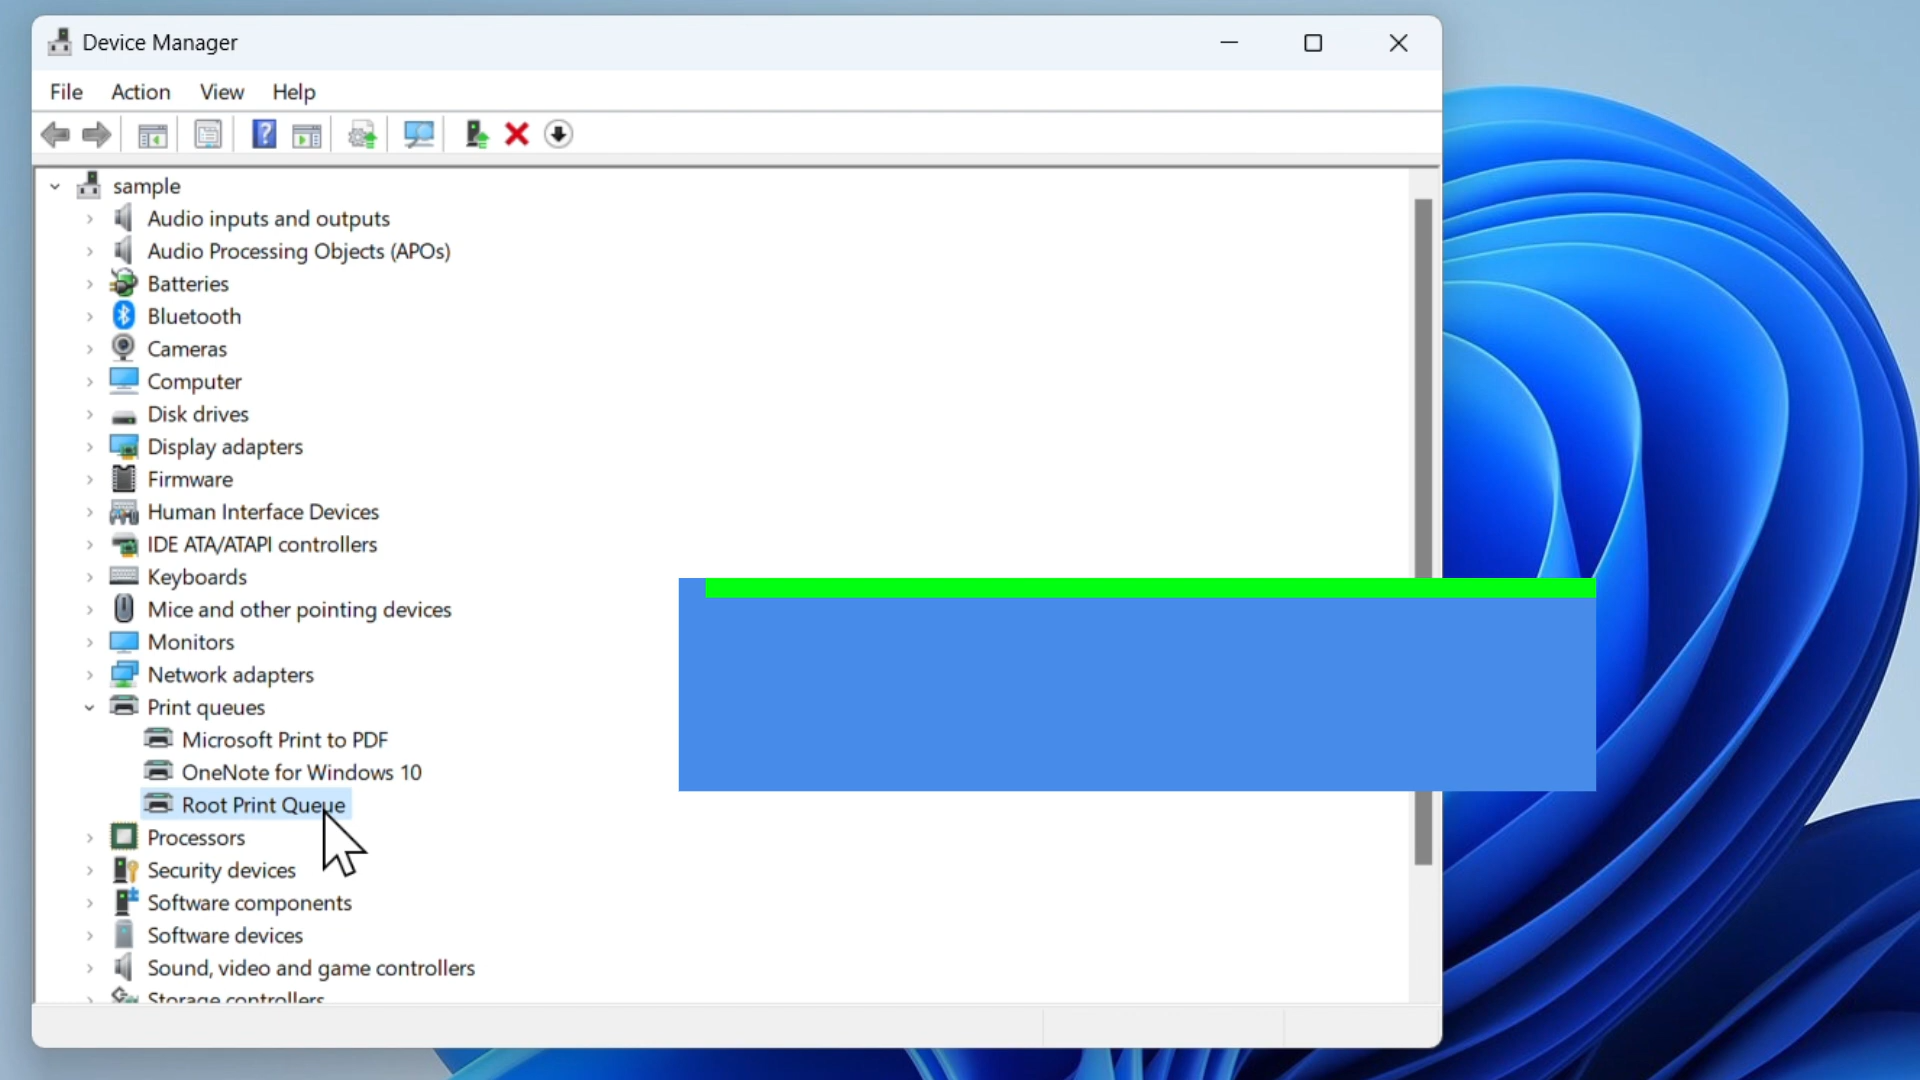 Device Manager
File Action View Help
sample
Audio inputs and outputs
Audio Processing Objects (APOs)
Batteries
Bluetooth
Cameras
Computer
Disk drives
Display adapters
Firmware
Human Interface Devices
IDE ATA/ATAPI controllers
Keyboards
Mice and other pointing devices
Monitors
Network adapters
Print queues
Microsoft Print to PDF
OneNote for Windows 10
Root Print Queue
Processors
Security devices
Software components
Software devices
Sound, video and game controllers
Storage controllers